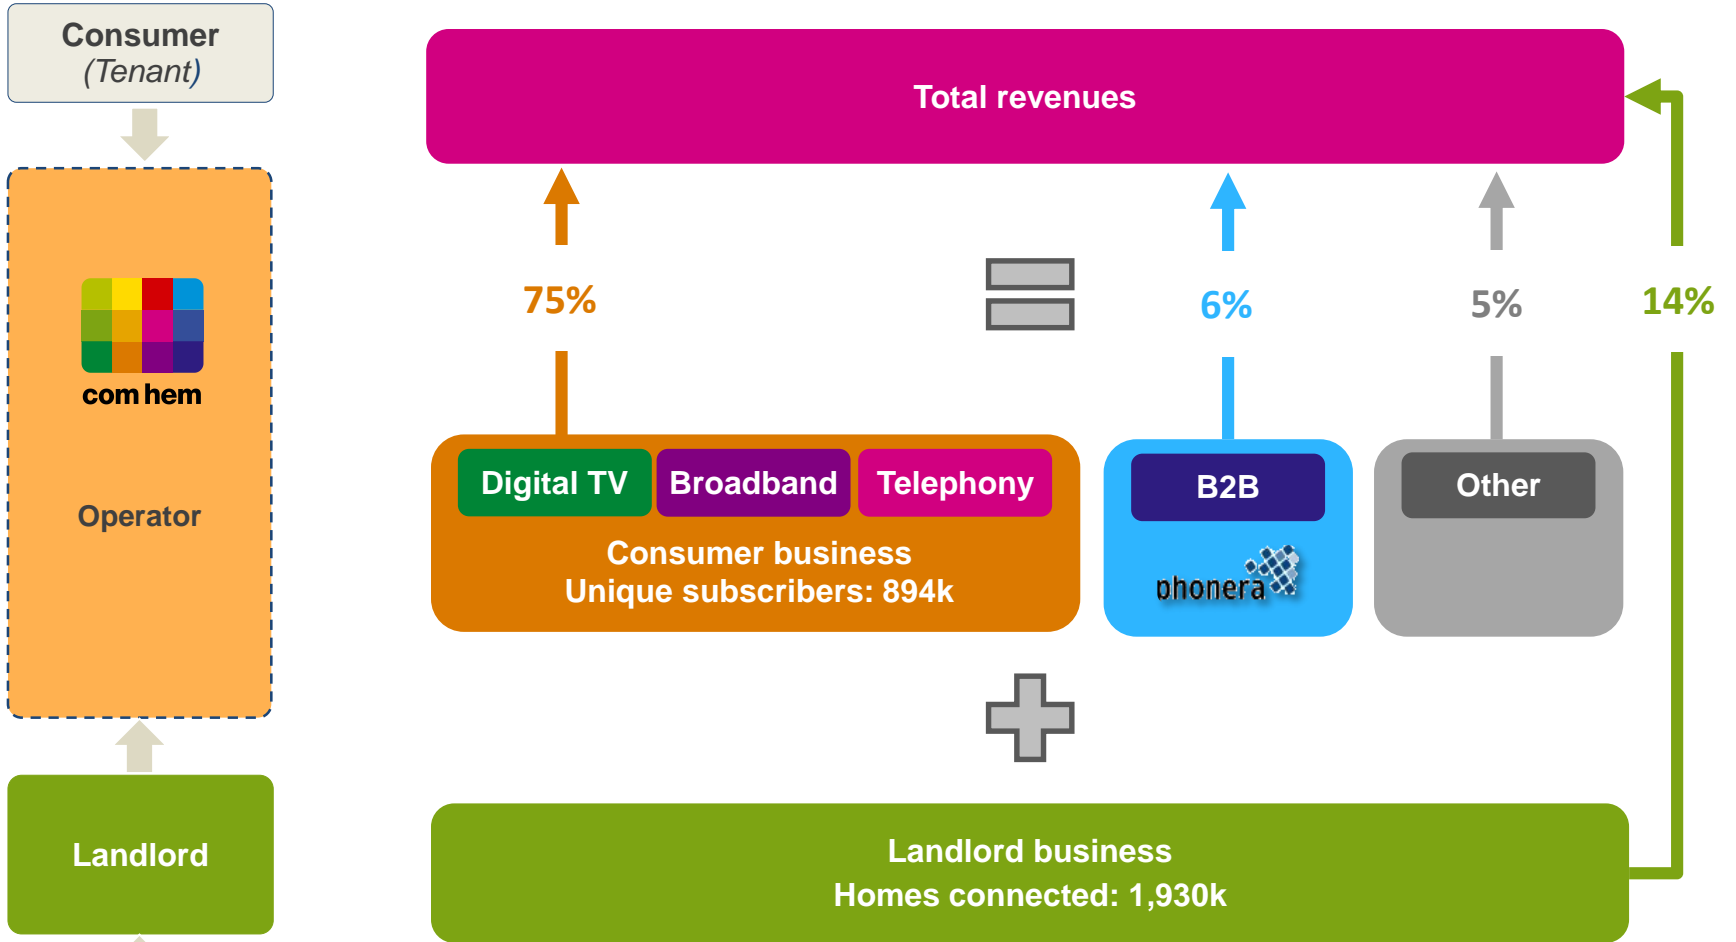 Consumer
(Tenant)
Total revenues
75%
6%
5%
14%
com hem
Operator
Digital TV
Broadband
Telephony
Consumer business
Unique subscribers: 894k
B2B
phonera
Other
Landlord
Landlord business
Homes connected: 1,930k